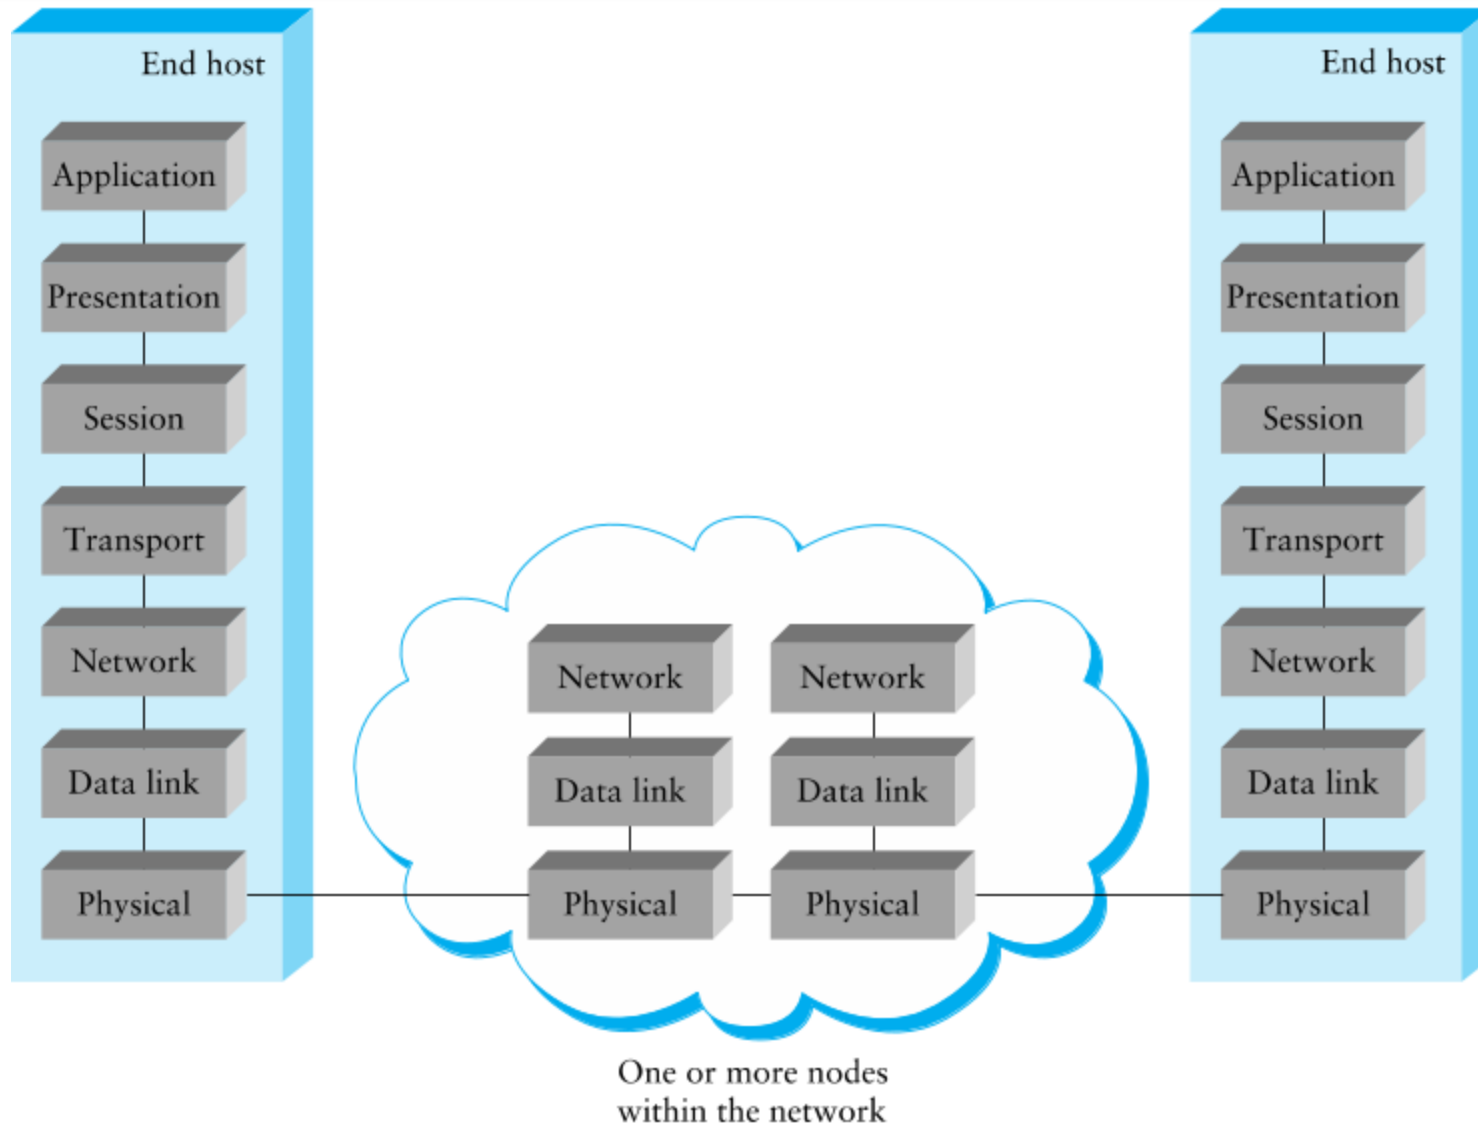 End host
Application
Presentation
Session
Transport
Network
Data link
Physical
Network
Data link
Physical
Network
Data link
Physical
One or more nodes
within the network
End host
Application
Presentation
Session
Transport
Network
Data link
Physical